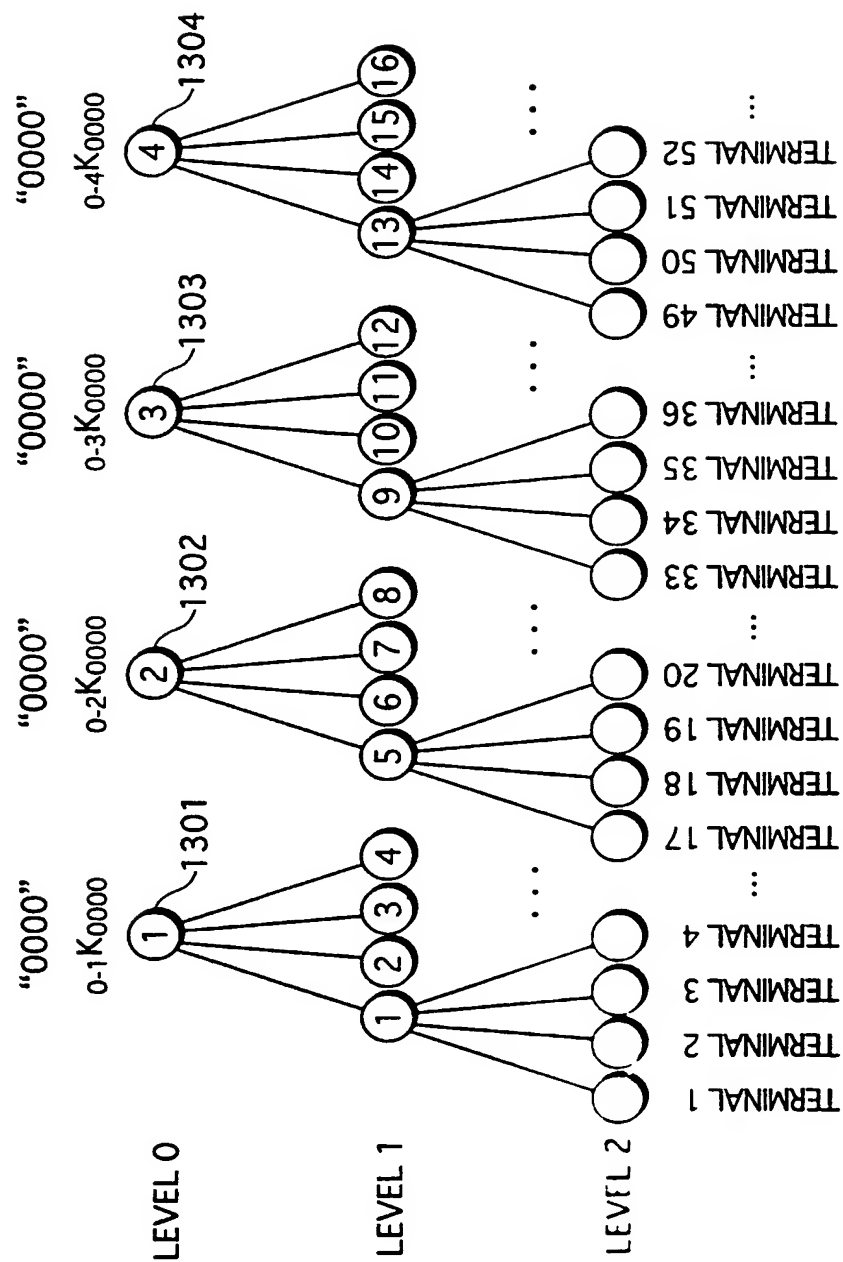 "0000" "0000" "0000" "0000"
0-1K0000 0-2K0000 0-3K0000 0-4K0000
1301 1302 1303 1304
LEVEL 0 1 2 3 4
LEVEL 1 1 2 3 4 5 6 7 8 9 10 11 12 13 14 15 16
... ... ... ...
LEVEL 2
TERMINAL 1
TERMINAL 2
TERMINAL 3
TERMINAL 4
...
TERMINAL 17
TERMINAL 18
TERMINAL 19
TERMINAL 20
...
TERMINAL 33
TERMINAL 34
TERMINAL 35
TERMINAL 36
...
TERMINAL 49
TERMINAL 50
TERMINAL 51
TERMINAL 52
...